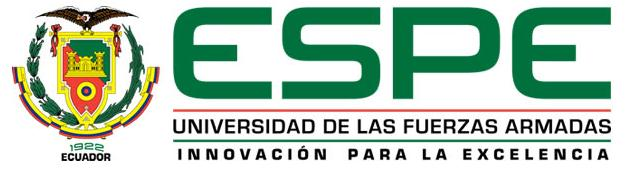 1922
ECUADOR
ESPE
UNIVERSIDAD DE LAS FUERZAS ARMADAS
INNOVACIÓN PARA LA EXCELENCIA